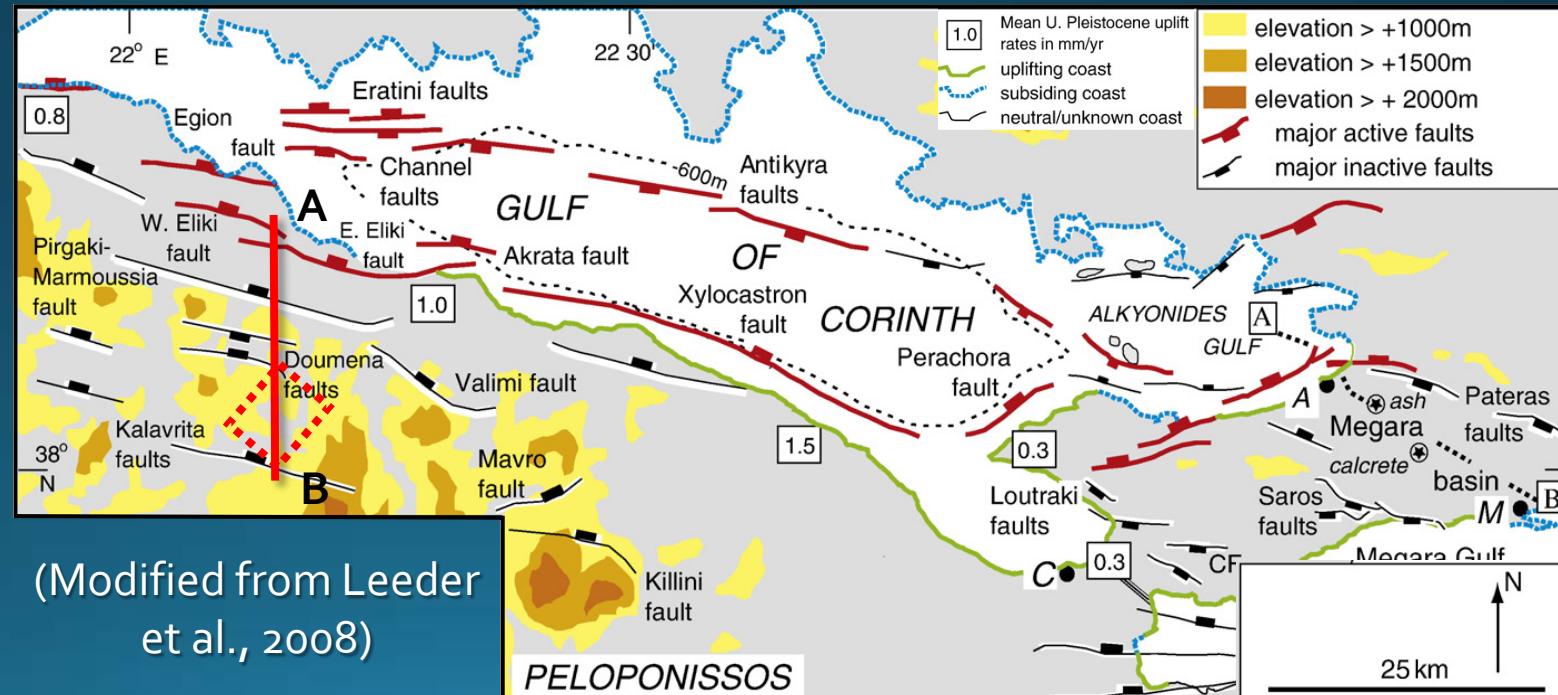 22° E
22 30'
1.0
Mean U. Pleistocene uplift
rates in mm/yr
uplifting coast
subsiding coast
neutral/unknown coast
elevation > +1000m
elevation > +1500m
elevation > + 2000m
major active faults
major inactive faults
0.8
Egion
fault
Eratini faults
Channel
faults
-600m
Antikyra
faults
A
GULF
OF
CORINTH
W. Eliki
fault
E. Eliki
fault
Akrata fault
Pirgaki-
Marmoussia
fault
1.0
Xylocastron
fault
ALKYONIDES
GULF
A
Perachora
fault
Doumena
faults
Valimi fault
A
ash
Pateras
faults
Megara
calcrete
basin
B
Kalavrita
faults
38°
N
B
Mavro
fault
1.5
0.3
Loutraki
faults
Saros
faults
M
Megara Gulf
C
0.3
CF
Killini
fault
(Modified from Leeder
et al., 2008)
PELOPONISSOS
N
25 km